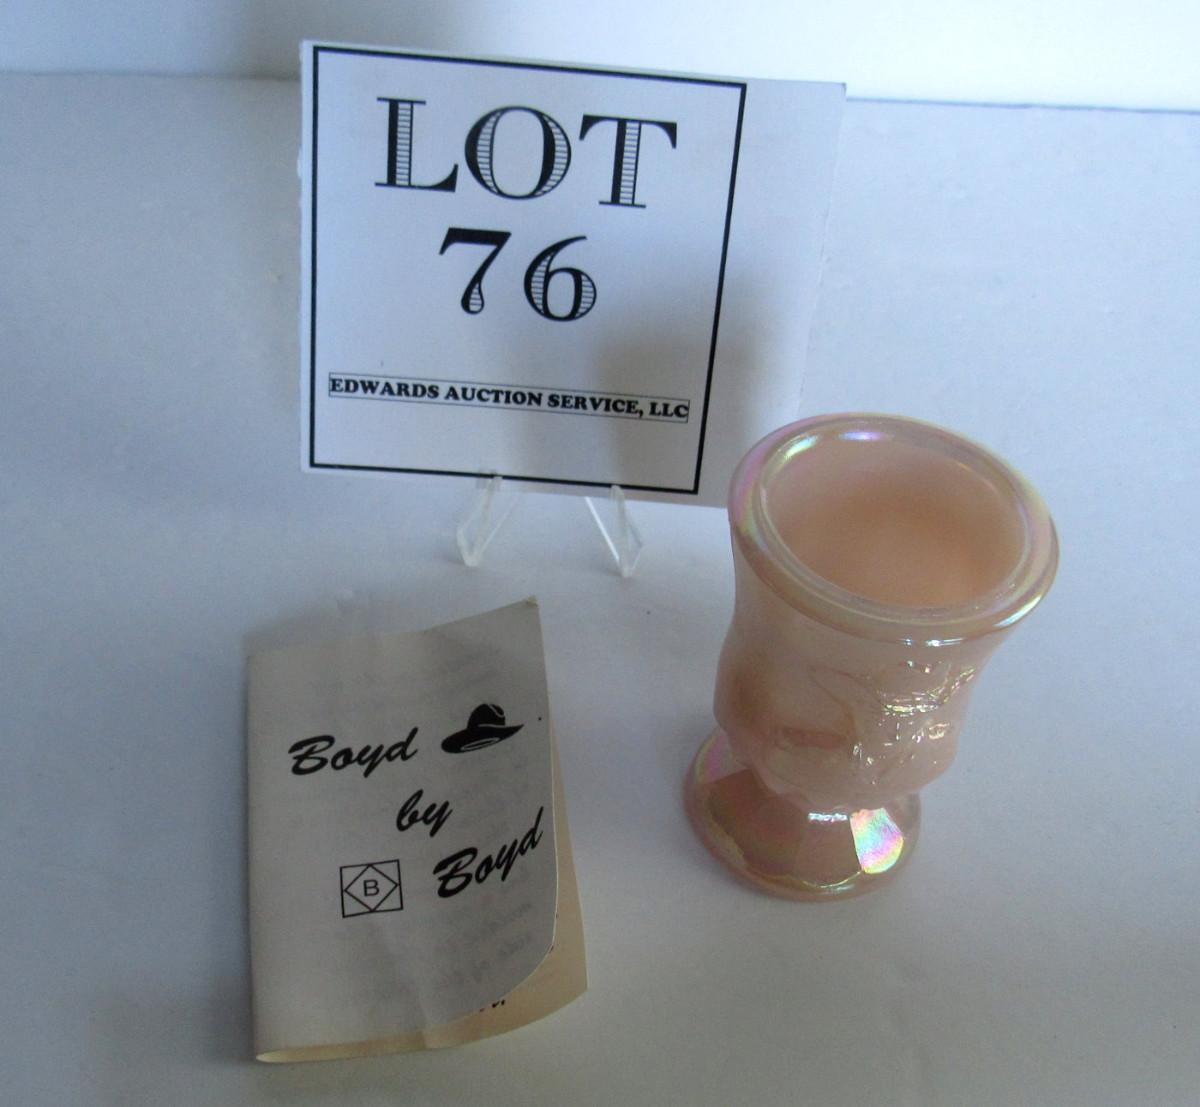 LOT
76
EDWARDS AUCTION SERVICE, LLC
Boyd
by
Boyd
B